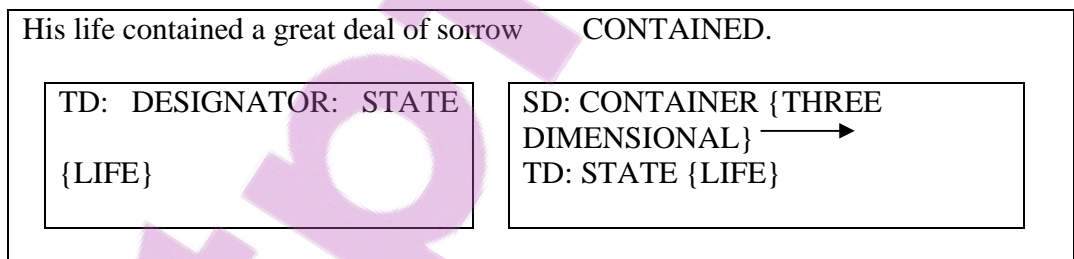 His life contained a great deal of sorrow CONTAINED.
TD: DESIGNATOR: STATE
{LIFE}
SD: CONTAINER {THREE
DIMENSIONAL}
TD: STATE {LIFE}